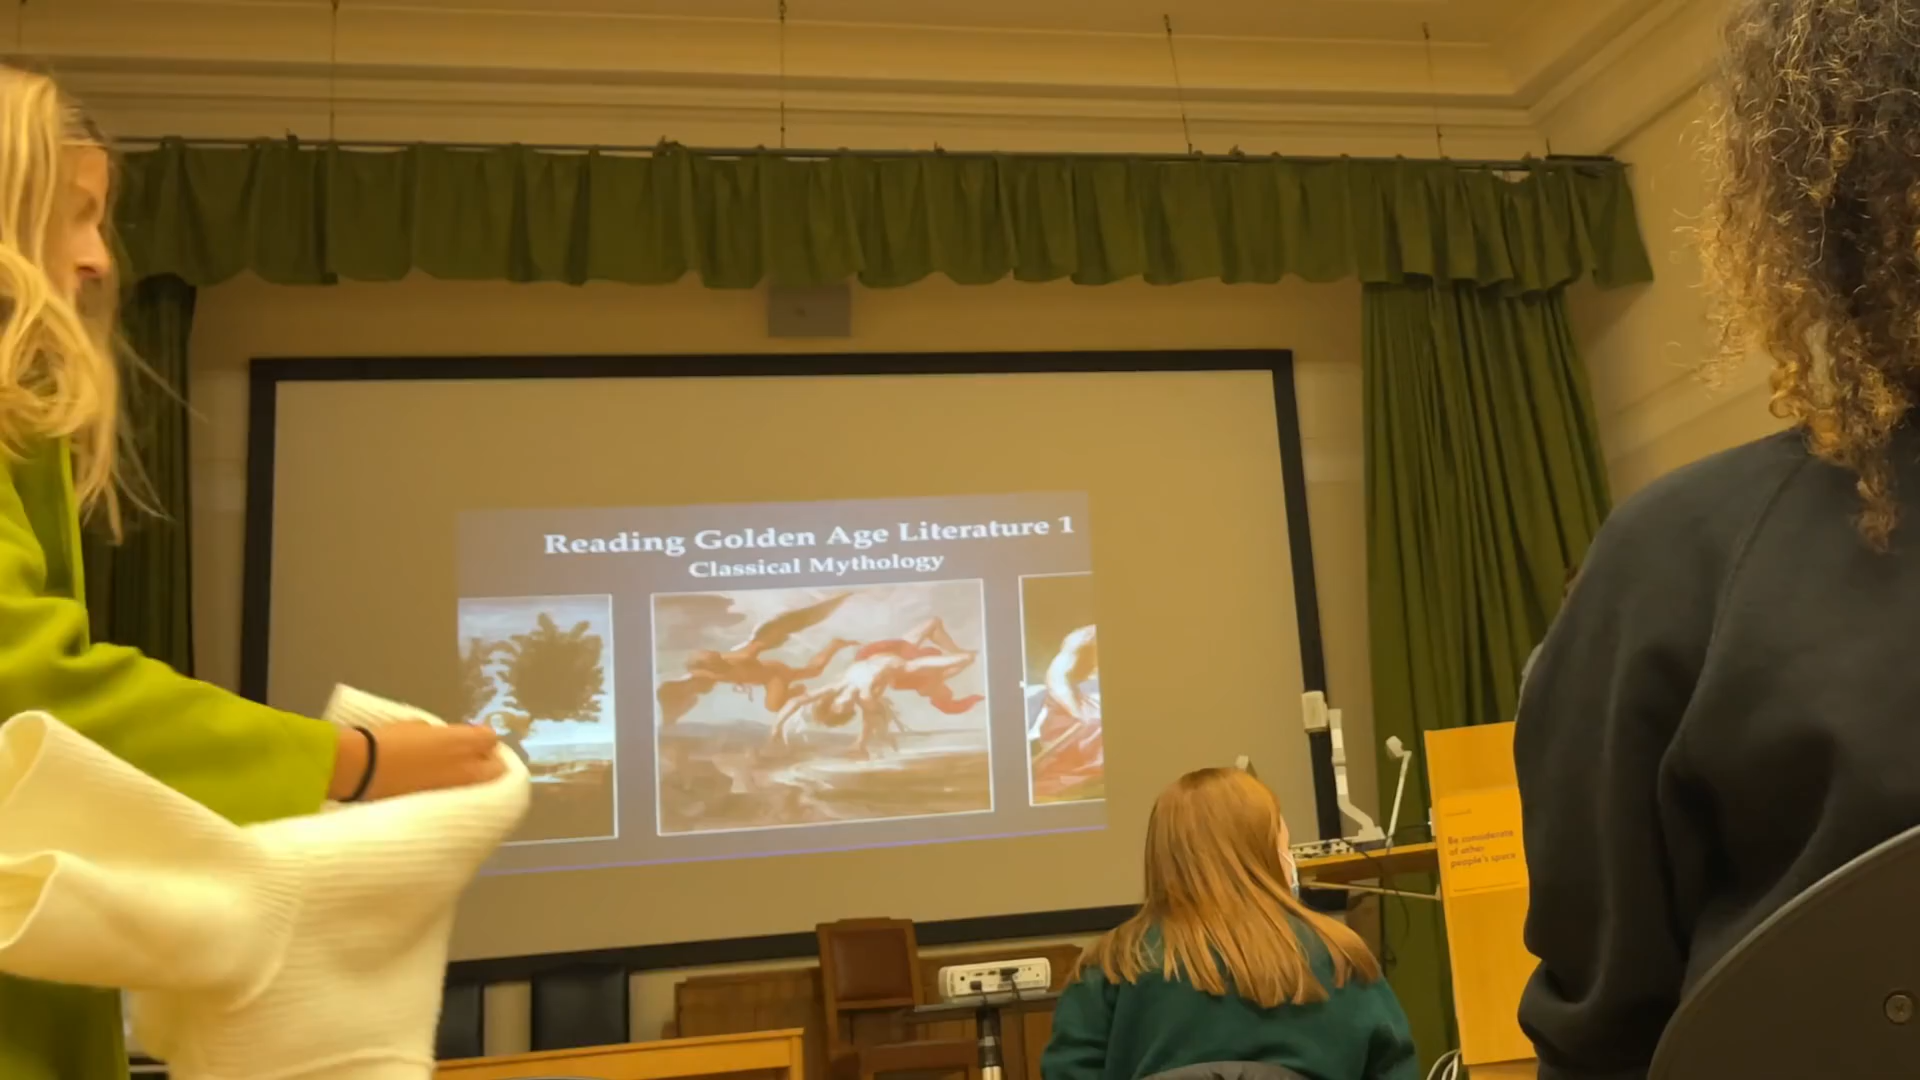 Reading Golden Age Literature 1
Classical Mythology
Be considerate
of other
people's space